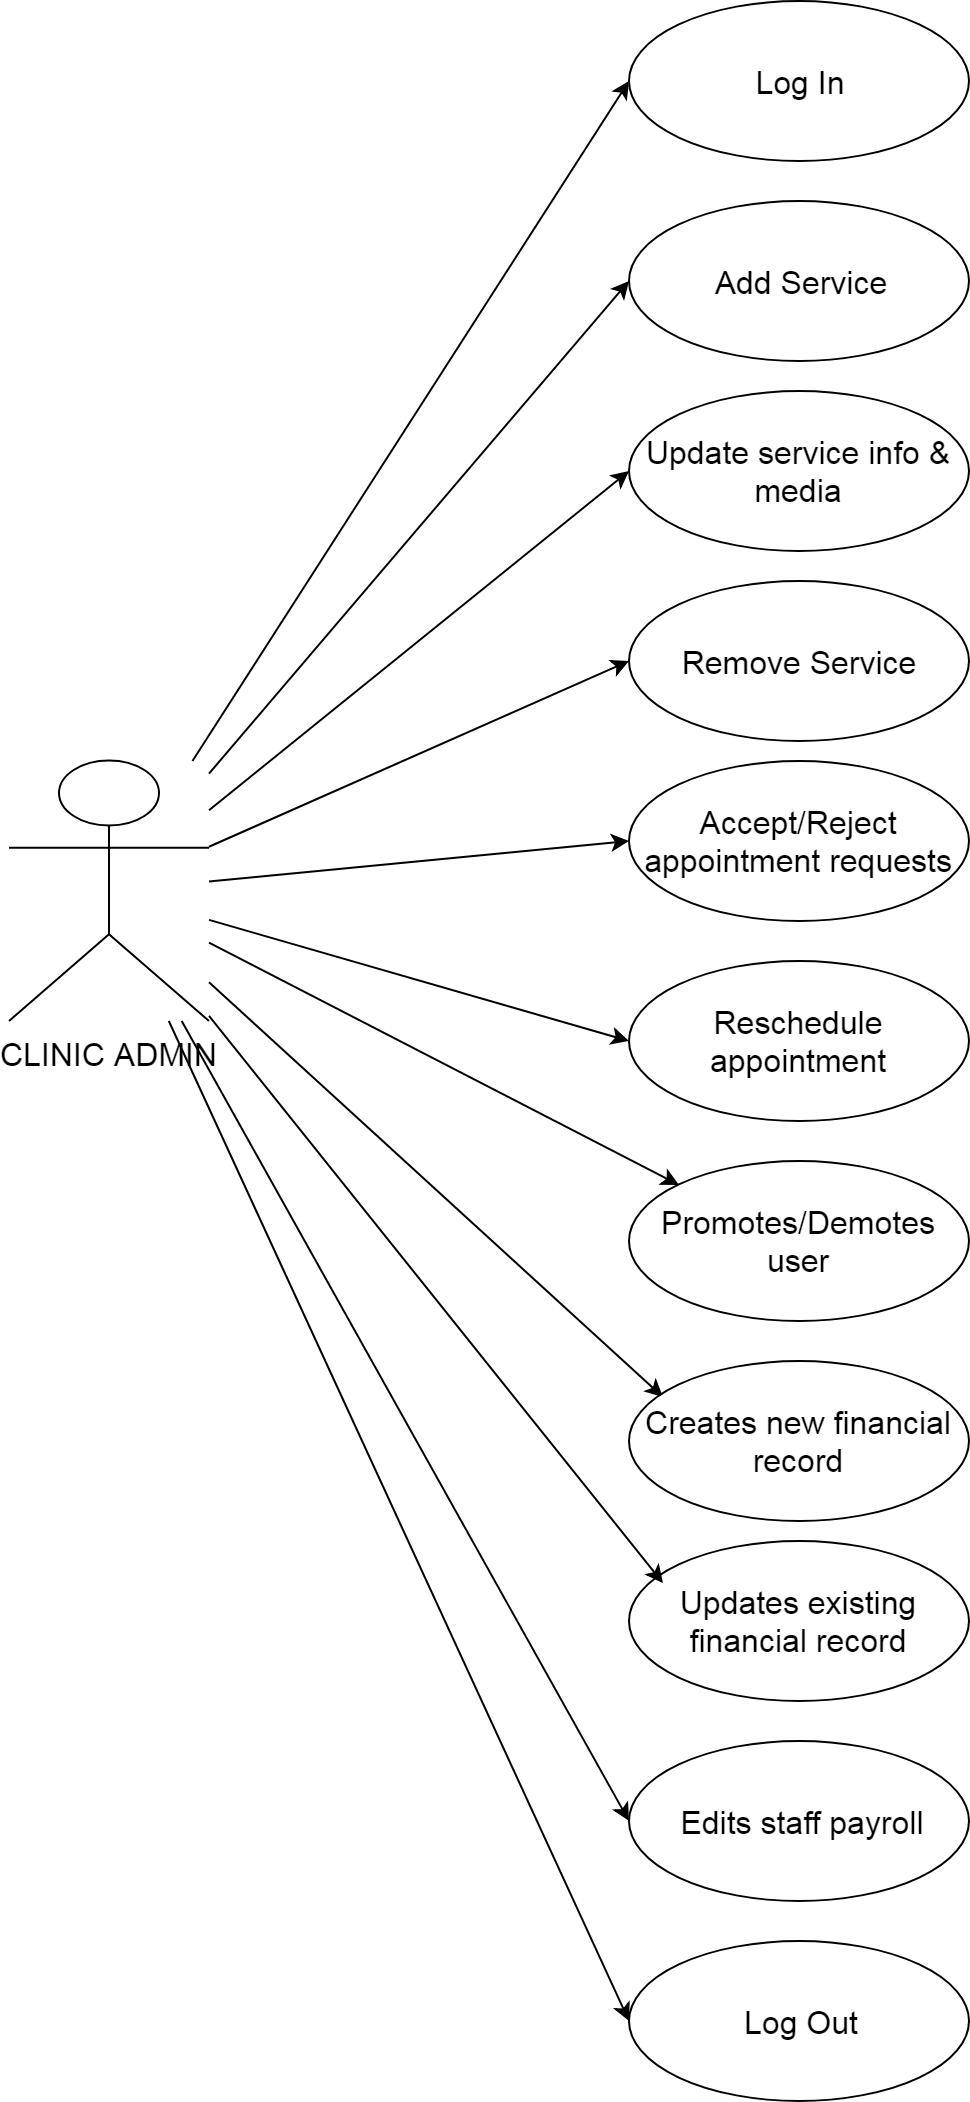 Log In
Add Service
Update service info &
media
Remove Service
Accept/Reject
appointment requests
Reschedule
appointment
CLINIC ADMIN
Promotes/Demotes
user
Creates new financial
record
Updates existing
financial record
Edits staff payroll
Log Out